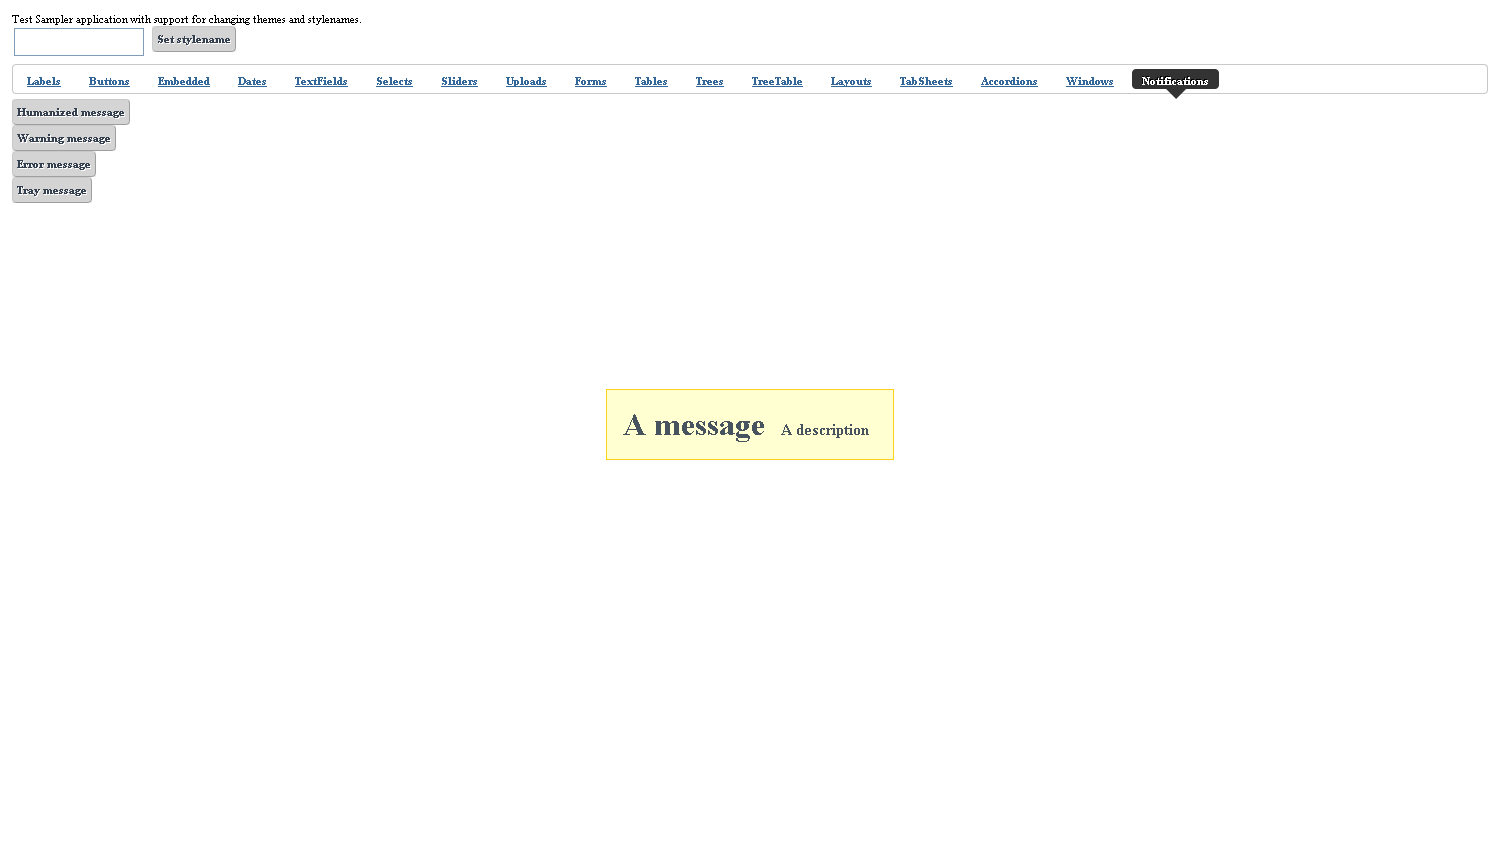 Test Sampler application with support for changing themes and stylenames.
Set stylename
Labels Buttons Embedded Dates TextFields Selects Sliders Uploads Forms Tables Trees TreeTable Layouts TabSheets Accordions Windows Notifications
Humanized message
Warning message
Error message
Tray message
A message A description